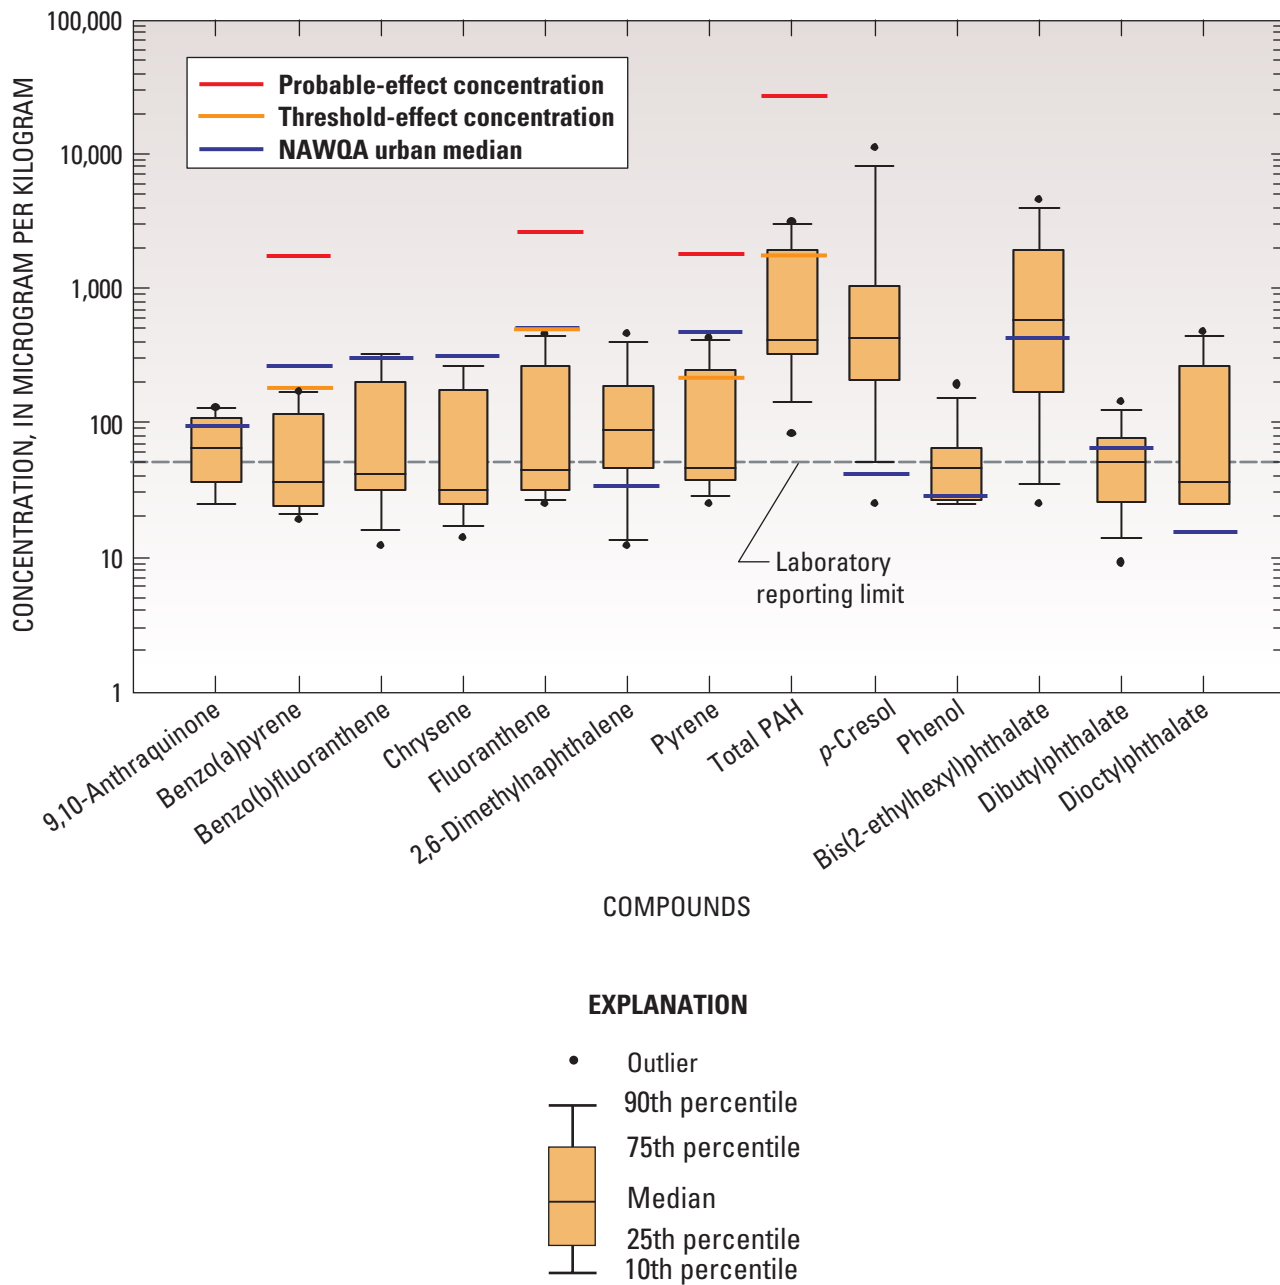 CONCENTRATION, IN MICROGRAM PER KILOGRAM
100,000
10,000
1,000
100
10
1
Probable-effect concentration
Threshold-effect concentration
NAWQA urban median
Laboratory
reporting limit
9,10-Anthraquinone
Benzo(a)pyrene
Benzo(b)fluoranthene
Chrysene
Fluoranthene
2,6-Dimethylnaphthalene
Pyrene
Total PAH
p-Cresol
Phenol
Bis(2-ethylhexyl)phthalate
Dibutylphthalate
Dioctylphthalate
COMPOUNDS
EXPLANATION
Outlier
90th percentile
75th percentile
Median
25th percentile
10th percentile